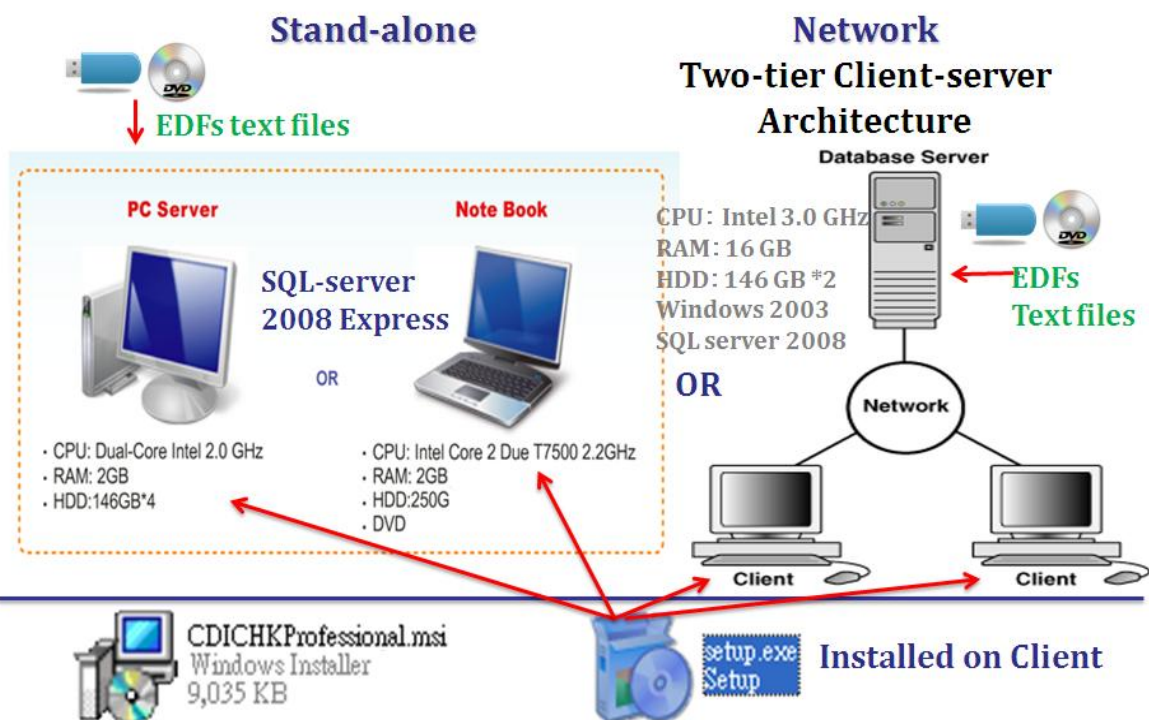 Stand-alone
DVD
EDFs text files
PC Server
Note Book
SQL-server
2008 Express
OR
· CPU: Dual-Core Intel 2.0 GHz
· RAM: 2GB
· HDD:146GB*4
· CPU: Intel Core 2 Due T7500 2.2GHz
· RAM: 2GB
· HDD:250G
· DVD
Network
Two-tier Client-server
Architecture
Database Server
CPU: Intel 3.0 GHz
RAM: 16 GB
HDD: 146 GB *2
Windows 2003
SQL server 2008
DVD
EDFs
Text files
OR
Network
Client
Client
CDICHKProfessional.msi
Windows Installer
9,035 KB
setup.exe
Setup
Installed on Client